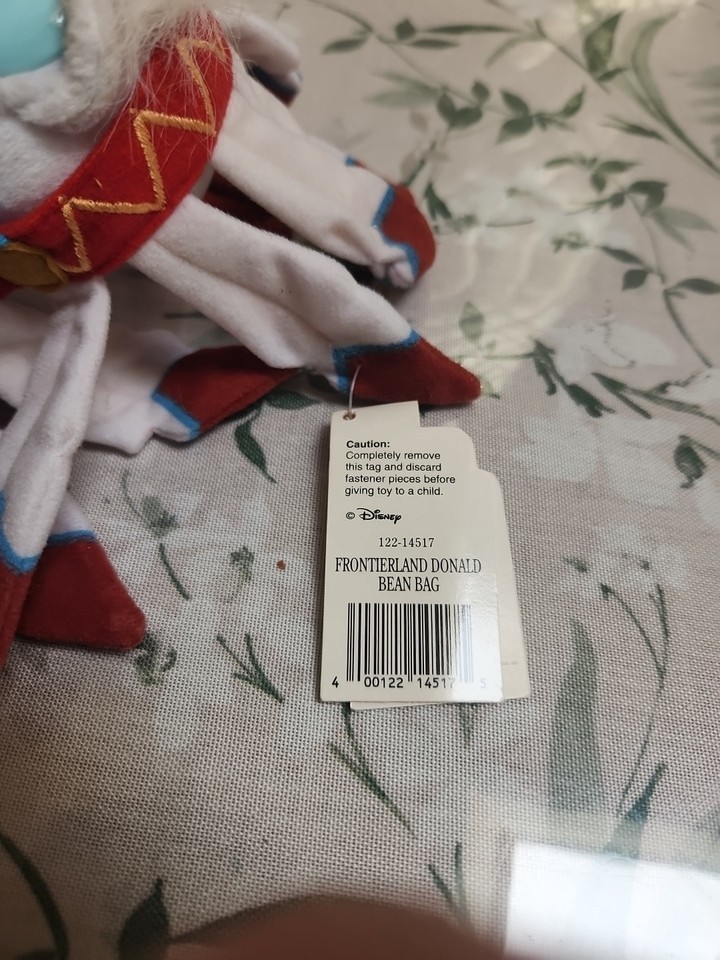 Caution:
Completely remove
this tag and discard
fastener pieces before
giving toy to a child.
© Disney
122-14517
FRONTIERLAND DONALD
BEAN BAG
4 00122 14517 5